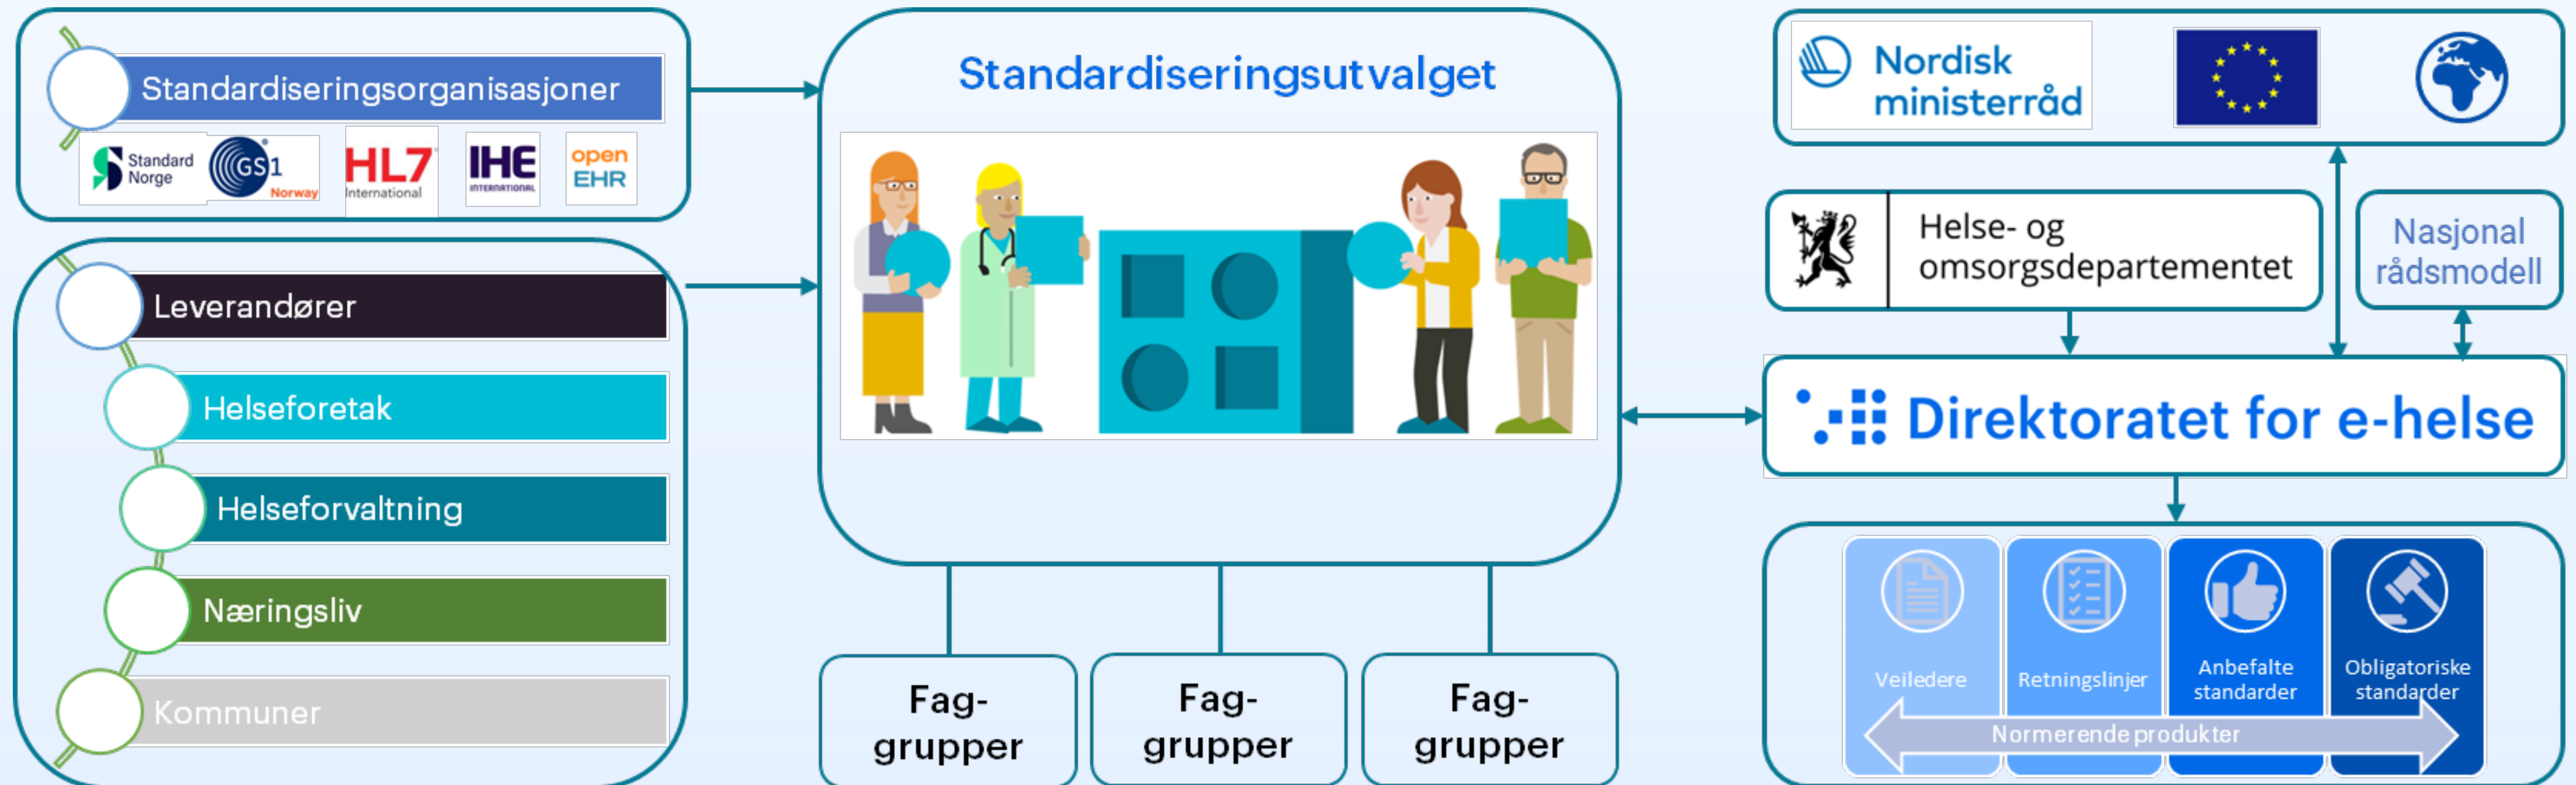 Standardiseringsorganisasjoner
Standard
Norge
GS1
Norway
HL7
International
IHE
INTERNATIONAL
open
EHR
Leverandører
Helseforetak
Helseforvaltning
Næringsliv
Kommuner
Standardiseringsutvalget
Fag-
grupper
Fag-
grupper
Fag-
grupper
Nordisk
ministerråd
Helse- og
omsorgsdepartementet
Nasjonal
rådsmodell
Direktoratet for e-helse
Veiledere
Retningslinjer
Anbefalte
standarder
Obligatoriske
standarder
Normerende produkter